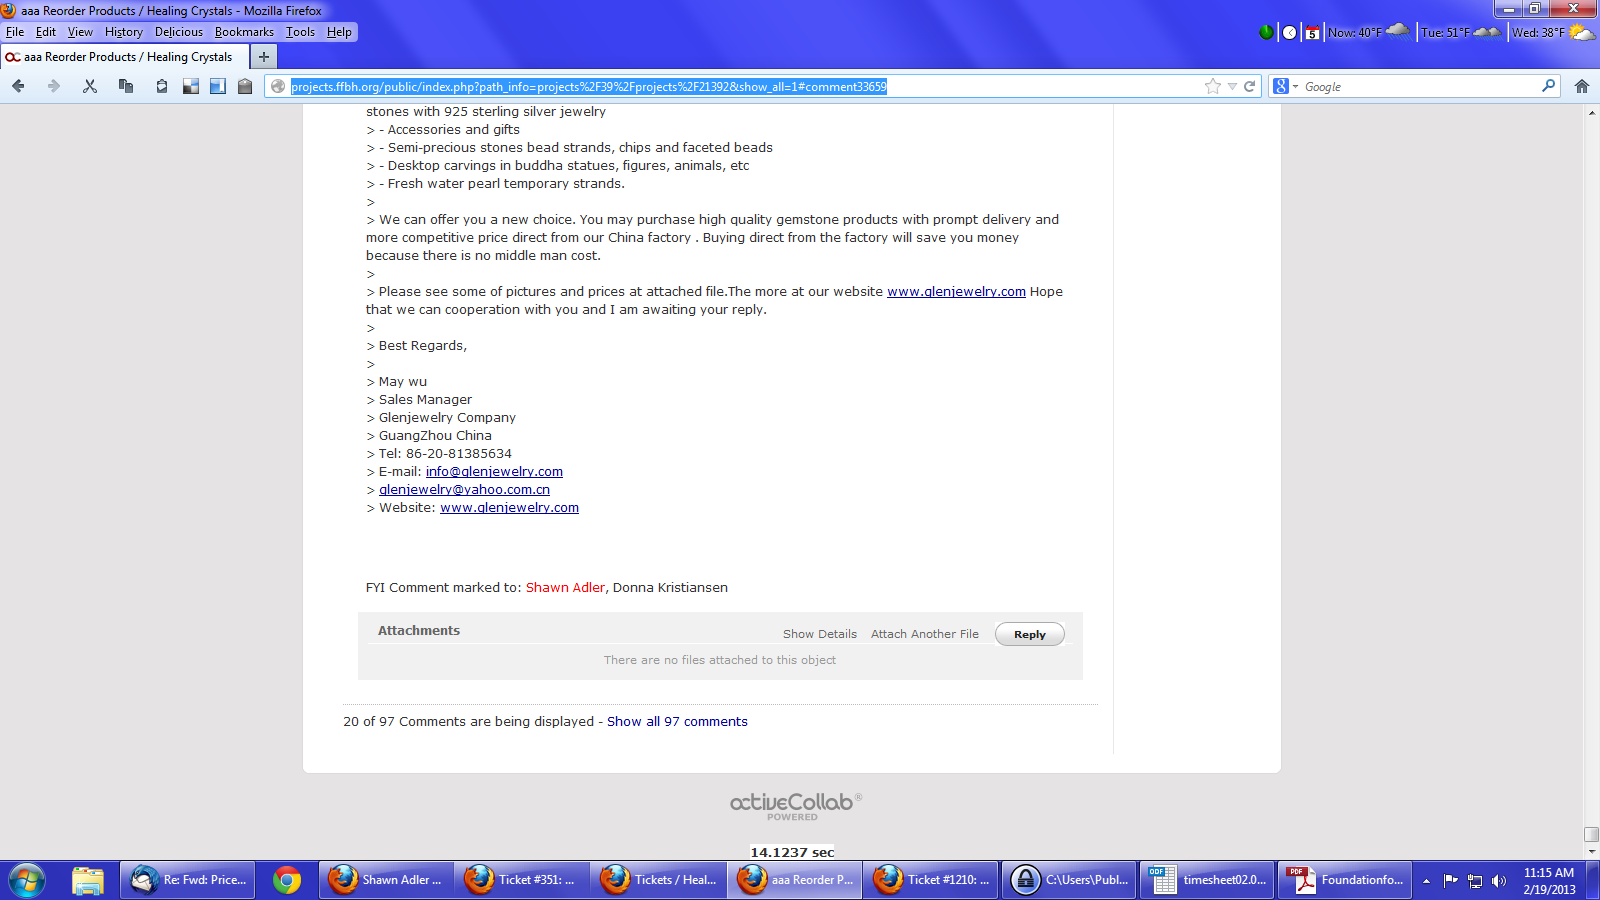 aaa Reorder Products / Healing Crystals - Mozilla Firefox
File Edit View History Delicious Bookmarks Tools Help
5 Now: 40°F Tue: 51°F Wed: 38°F
aaa Reorder Products / Healing Crystals
projects.ffbh.org/public/index.php?path_info=projects%2F39%2Fprojects%2F21392&show_all=1#comment33659
Google
stones with 925 sterling silver jewelry
> - Accessories and gifts
> - Semi-precious stones bead strands, chips and faceted beads
> - Desktop carvings in buddha statues, figures, animals, etc
> - Fresh water pearl temporary strands.
>
> We can offer you a new choice. You may purchase high quality gemstone products with prompt delivery and
more competitive price direct from our China factory . Buying direct from the factory will save you money
because there is no middle man cost.
>
> Please see some of pictures and prices at attached file.The more at our website www.glenjewelry.com Hope
that we can cooperation with you and I am awaiting your reply.
>
> Best Regards,
>
> May wu
> Sales Manager
> Glenjewelry Company
> GuangZhou China
> Tel: 86-20-81385634
> E-mail: info@glenjewelry.com
> glenjewelry@yahoo.com.cn
> Website: www.glenjewelry.com
FYI Comment marked to: Shawn Adler, Donna Kristiansen
Attachments Show Details Attach Another File Reply
There are no files attached to this object
20 of 97 Comments are being displayed - Show all 97 comments
activeCollab®
POWERED
14.1237 sec
Re: Fwd: Price... Shawn Adler ... Ticket #351: ... Tickets / Heal... aaa Reorder P... Ticket #1210: ... C:\Users\Publ... ODF timesheet02.0... PDF Foundationfo... 11:15 AM
2/19/2013